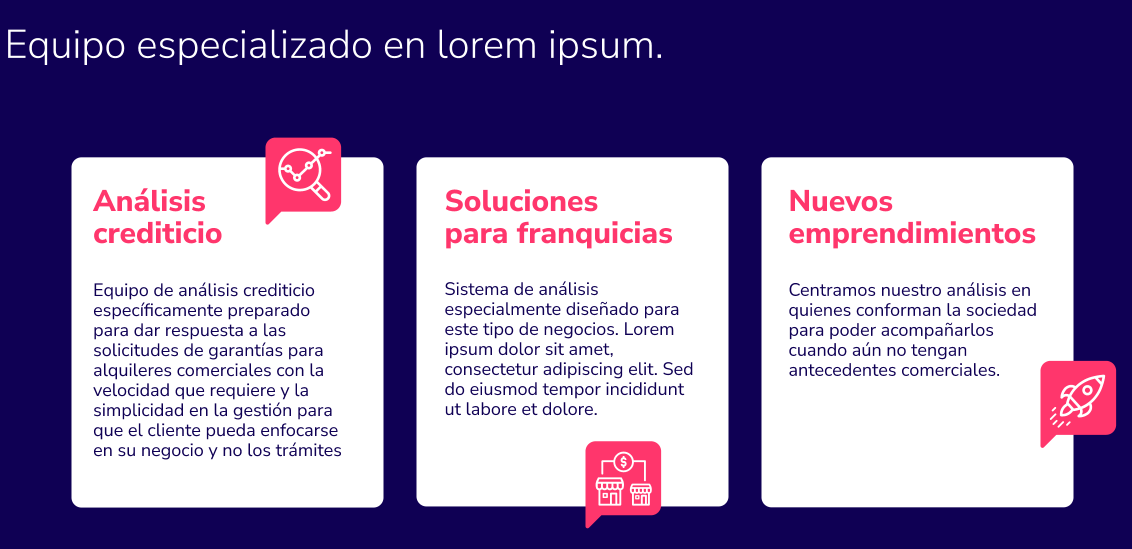 Equipo especializado en lorem ipsum.
Análisis
crediticio
Equipo de análisis crediticio
específicamente preparado
para dar respuesta a las
solicitudes de garantías para
alquileres comerciales con la
velocidad que requiere y la
simplicidad en la gestión para
que el cliente pueda enfocarse
en su negocio y no los trámites
Soluciones
para franquicias
Sistema de análisis
especialmente diseñado para
este tipo de negocios. Lorem
ipsum dolor sit amet,
consectetur adipiscing elit. Sed
do eiusmod tempor incididunt
ut labore et dolore.
$
Nuevos
emprendimientos
Centramos nuestro análisis en
quienes conforman la sociedad
para poder acompañarlos
cuando aún no tengan
antecedentes comerciales.